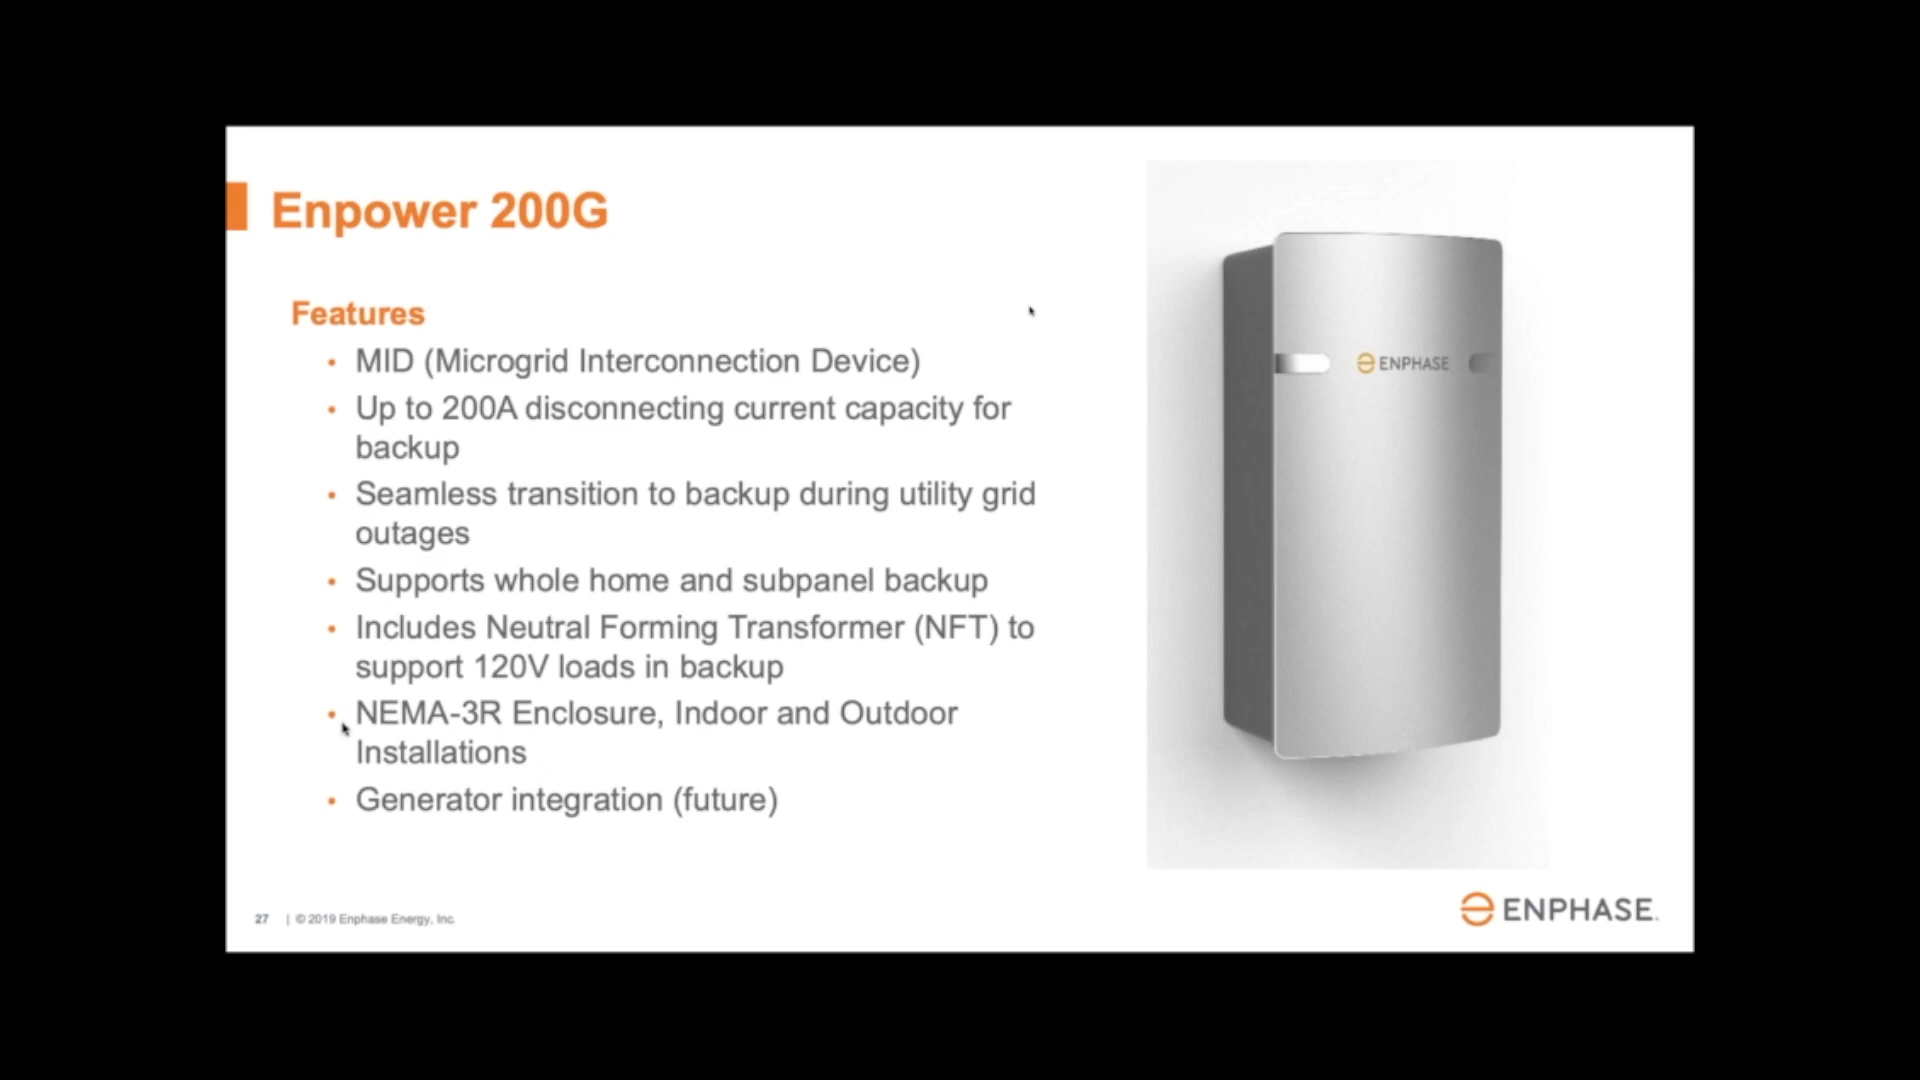 Enpower 200G
Features
• MID (Microgrid Interconnection Device)
• Up to 200A disconnecting current capacity for
backup
• Seamless transition to backup during utility grid
outages
• Supports whole home and subpanel backup
• Includes Neutral Forming Transformer (NFT) to
support 120V loads in backup
• NEMA-3R Enclosure, Indoor and Outdoor
Installations
• Generator integration (future)
ENPHASE
27 | © 2019 Enphase Energy, Inc.
ENPHASE.